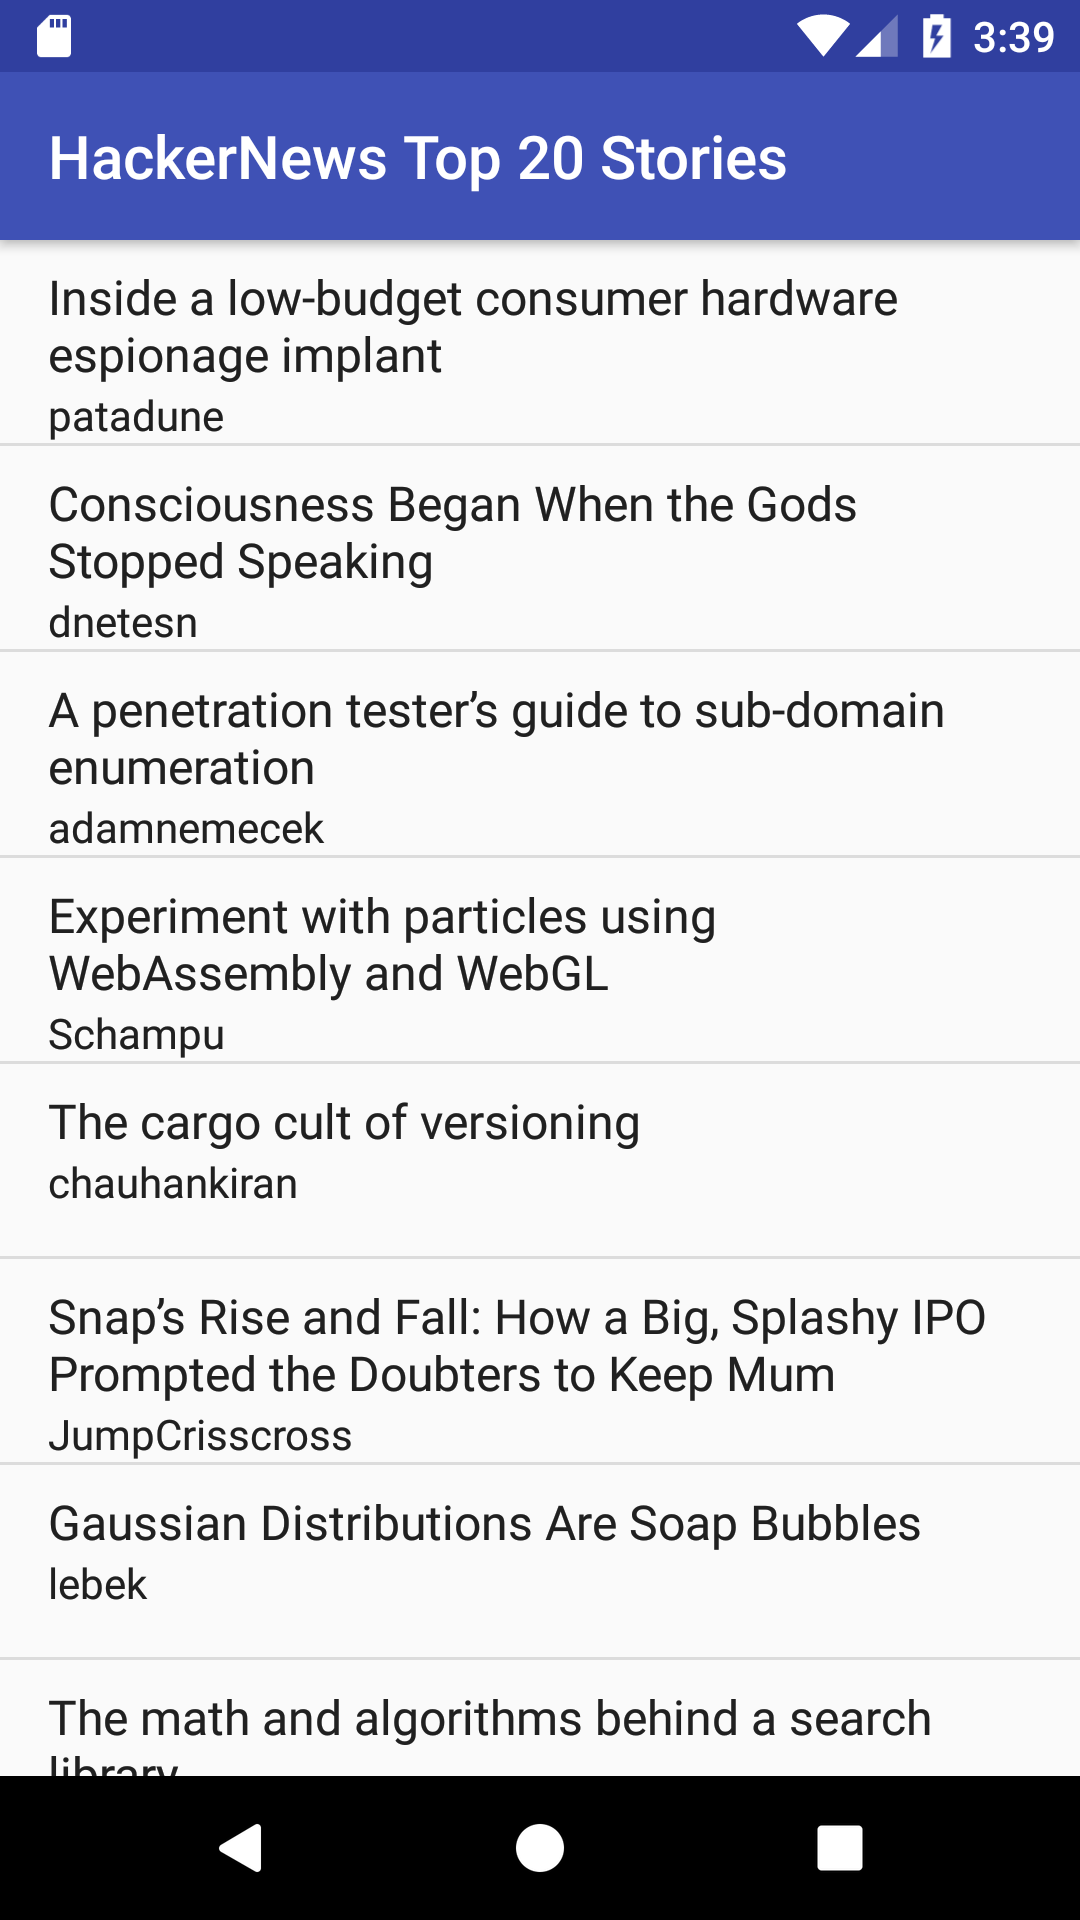 3:39
HackerNews Top 20 Stories
Inside a low-budget consumer hardware
espionage implant
patadune
Consciousness Began When the Gods
Stopped Speaking
dnetesn
A penetration tester’s guide to sub-domain
enumeration
adamnemecek
Experiment with particles using
WebAssembly and WebGL
Schampu
The cargo cult of versioning
chauhankiran
Snap’s Rise and Fall: How a Big, Splashy IPO
Prompted the Doubters to Keep Mum
JumpCrisscross
Gaussian Distributions Are Soap Bubbles
lebek
The math and algorithms behind a search
library